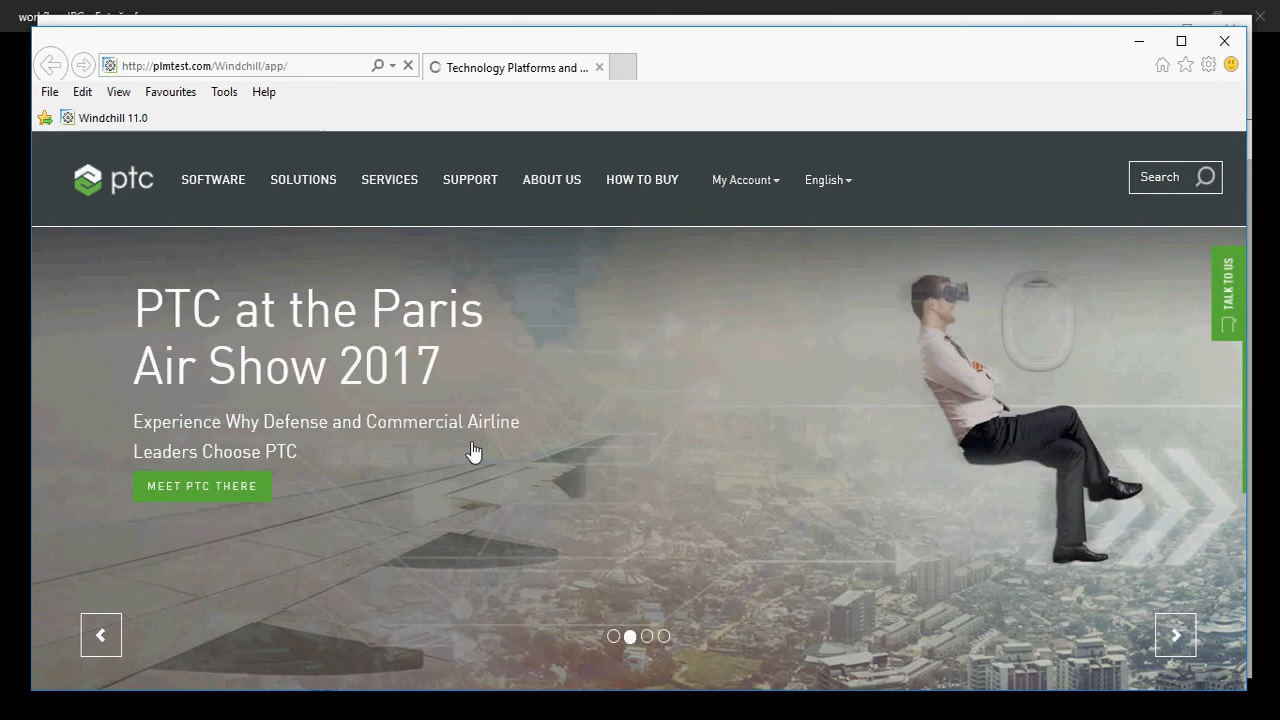 http://plmtest.com/Windchill/app/
Technology Platforms and ...
File Edit View Favourites Tools Help
Windchill 11.0
ptc SOFTWARE SOLUTIONS SERVICES SUPPORT ABOUT US HOW TO BUY My Account English Search
TALK TO US
PTC at the Paris
Air Show 2017
Experience Why Defense and Commercial Airline
Leaders Choose PTC
MEET PTC THERE